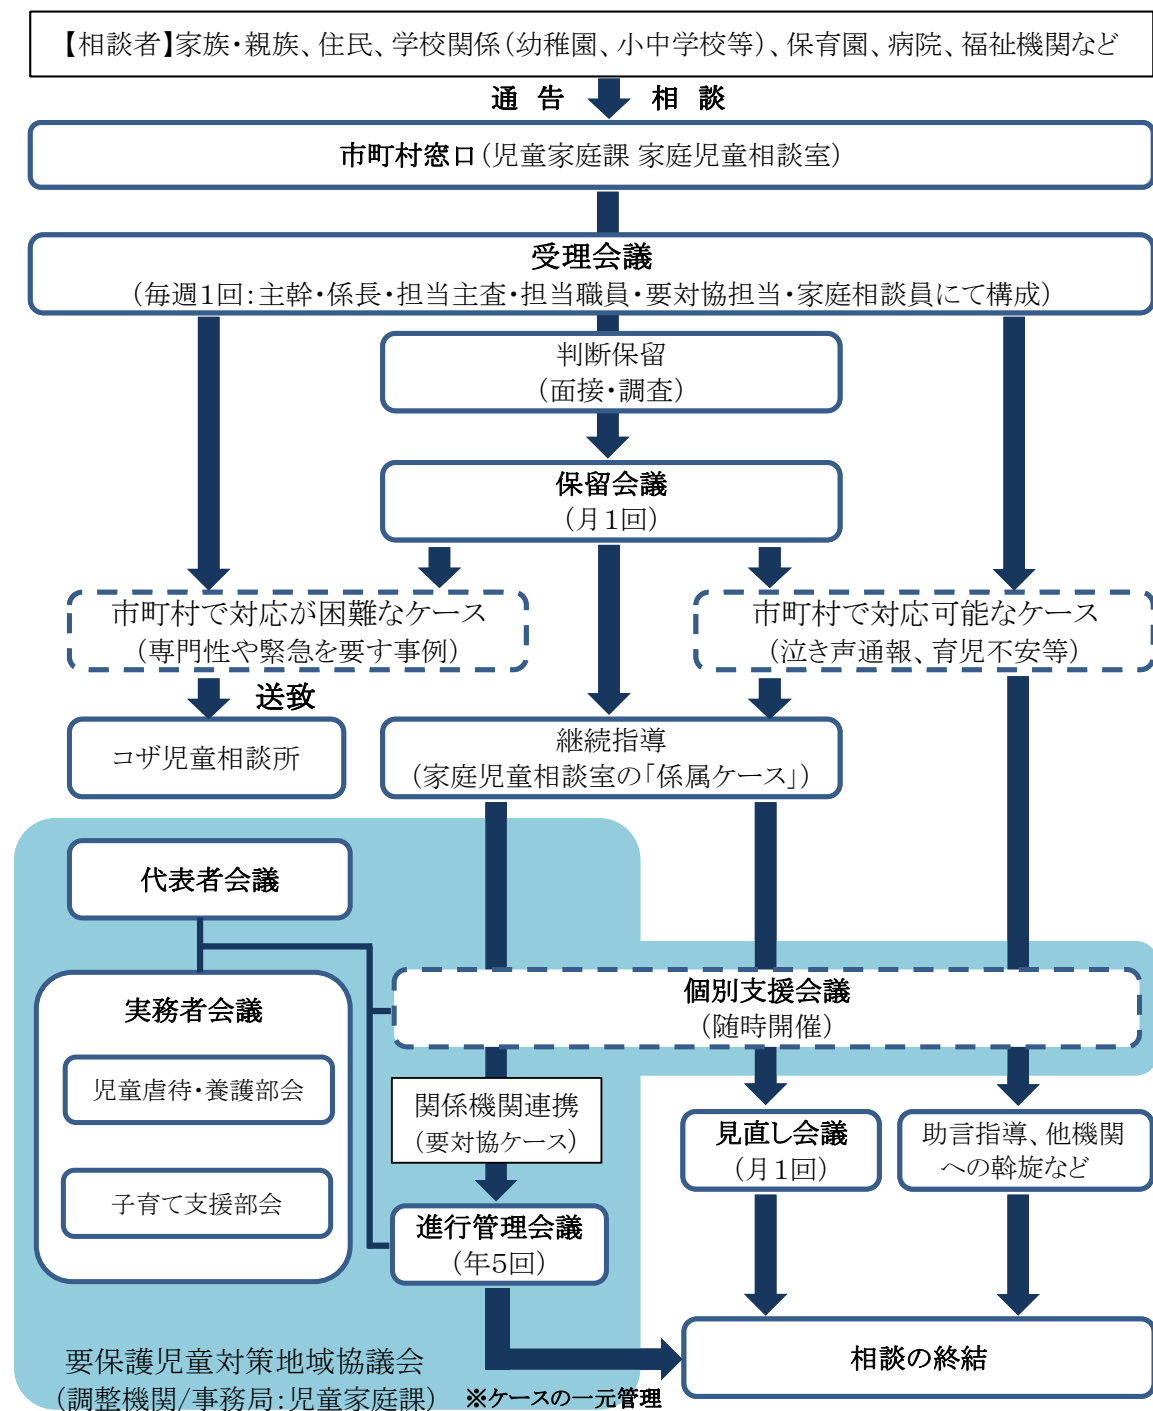 【相談者】家族・親族、住民、学校関係(幼稚園、小中学校等)、保育園、病院、福祉機関など
通 告 相 談
市町村窓口(児童家庭課 家庭児童相談室)
受理会議
(毎週1回:主幹・係長・担当主査・担当職員・要対協担当・家庭相談員にて構成)
判断保留
(面接・調査)
保留会議
(月1回)
市町村で対応が困難なケース
(専門性や緊急を要す事例)
市町村で対応可能なケース
(泣き声通報、育児不安等)
送致
コザ児童相談所
継続指導
(家庭児童相談室の「係属ケース」)
代表者会議
実務者会議
児童虐待・養護部会
子育て支援部会
個別支援会議
(随時開催)
関係機関連携
(要対協ケース)
見直し会議
(月1回)
助言指導、他機関
への斡旋など
進行管理会議
(年5回)
相談の終結
要保護児童対策地域協議会
(調整機関/事務局:児童家庭課)
※ケースの一元管理